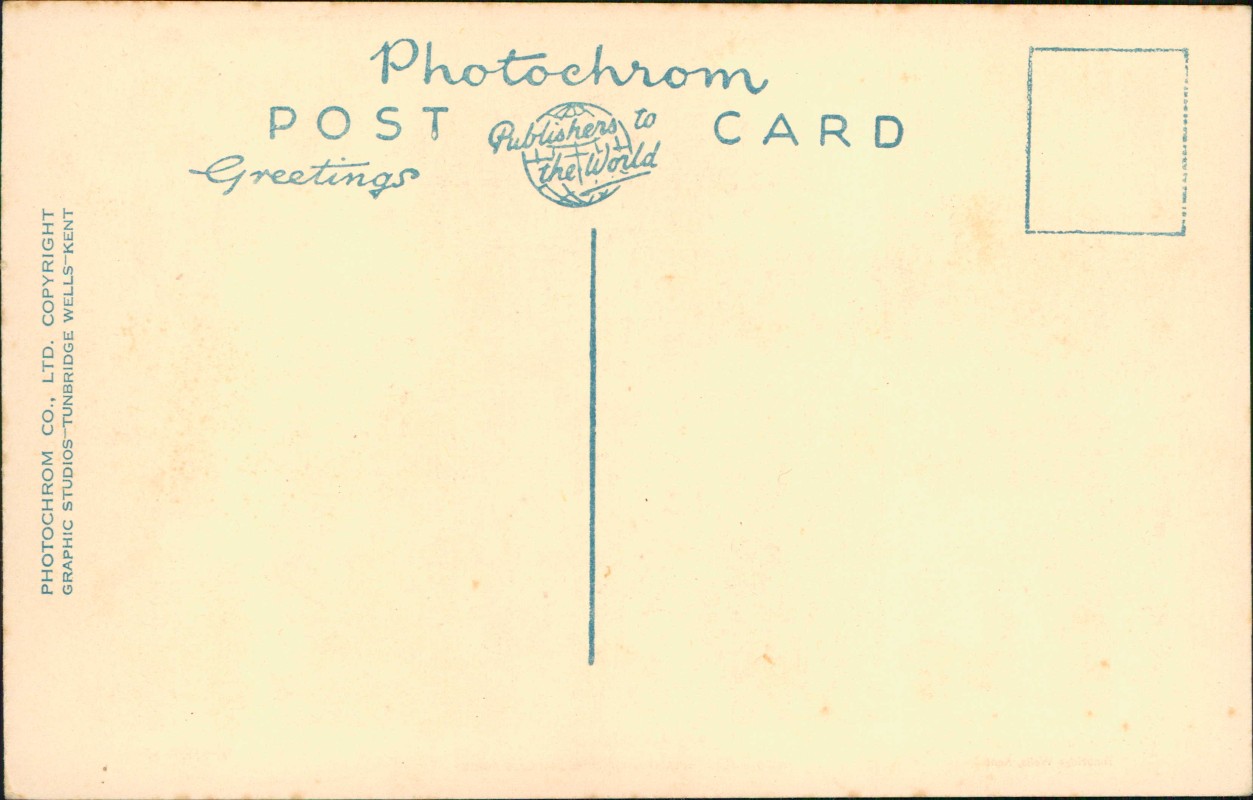 Photochrom
POST CARD
Publishers to
the World
Greetings
PHOTOCHROM CO., LTD. COPYRIGHT
GRAPHIC STUDIOS–TUNBRIDGE WELLS–KENT